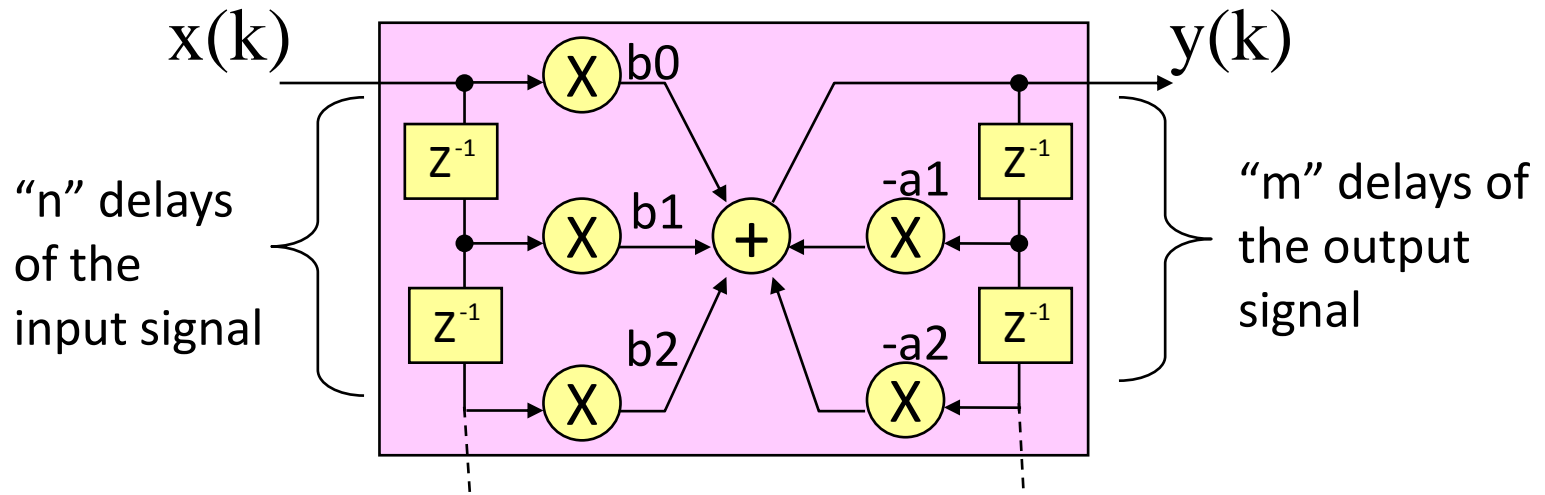 x(k)
y(k)
X
b0
Z⁻¹
Z⁻¹
“n” delays
of the
input signal
X
b1
+
-a1
X
“m” delays of
the output
signal
Z⁻¹
Z⁻¹
b2
X
-a2
X